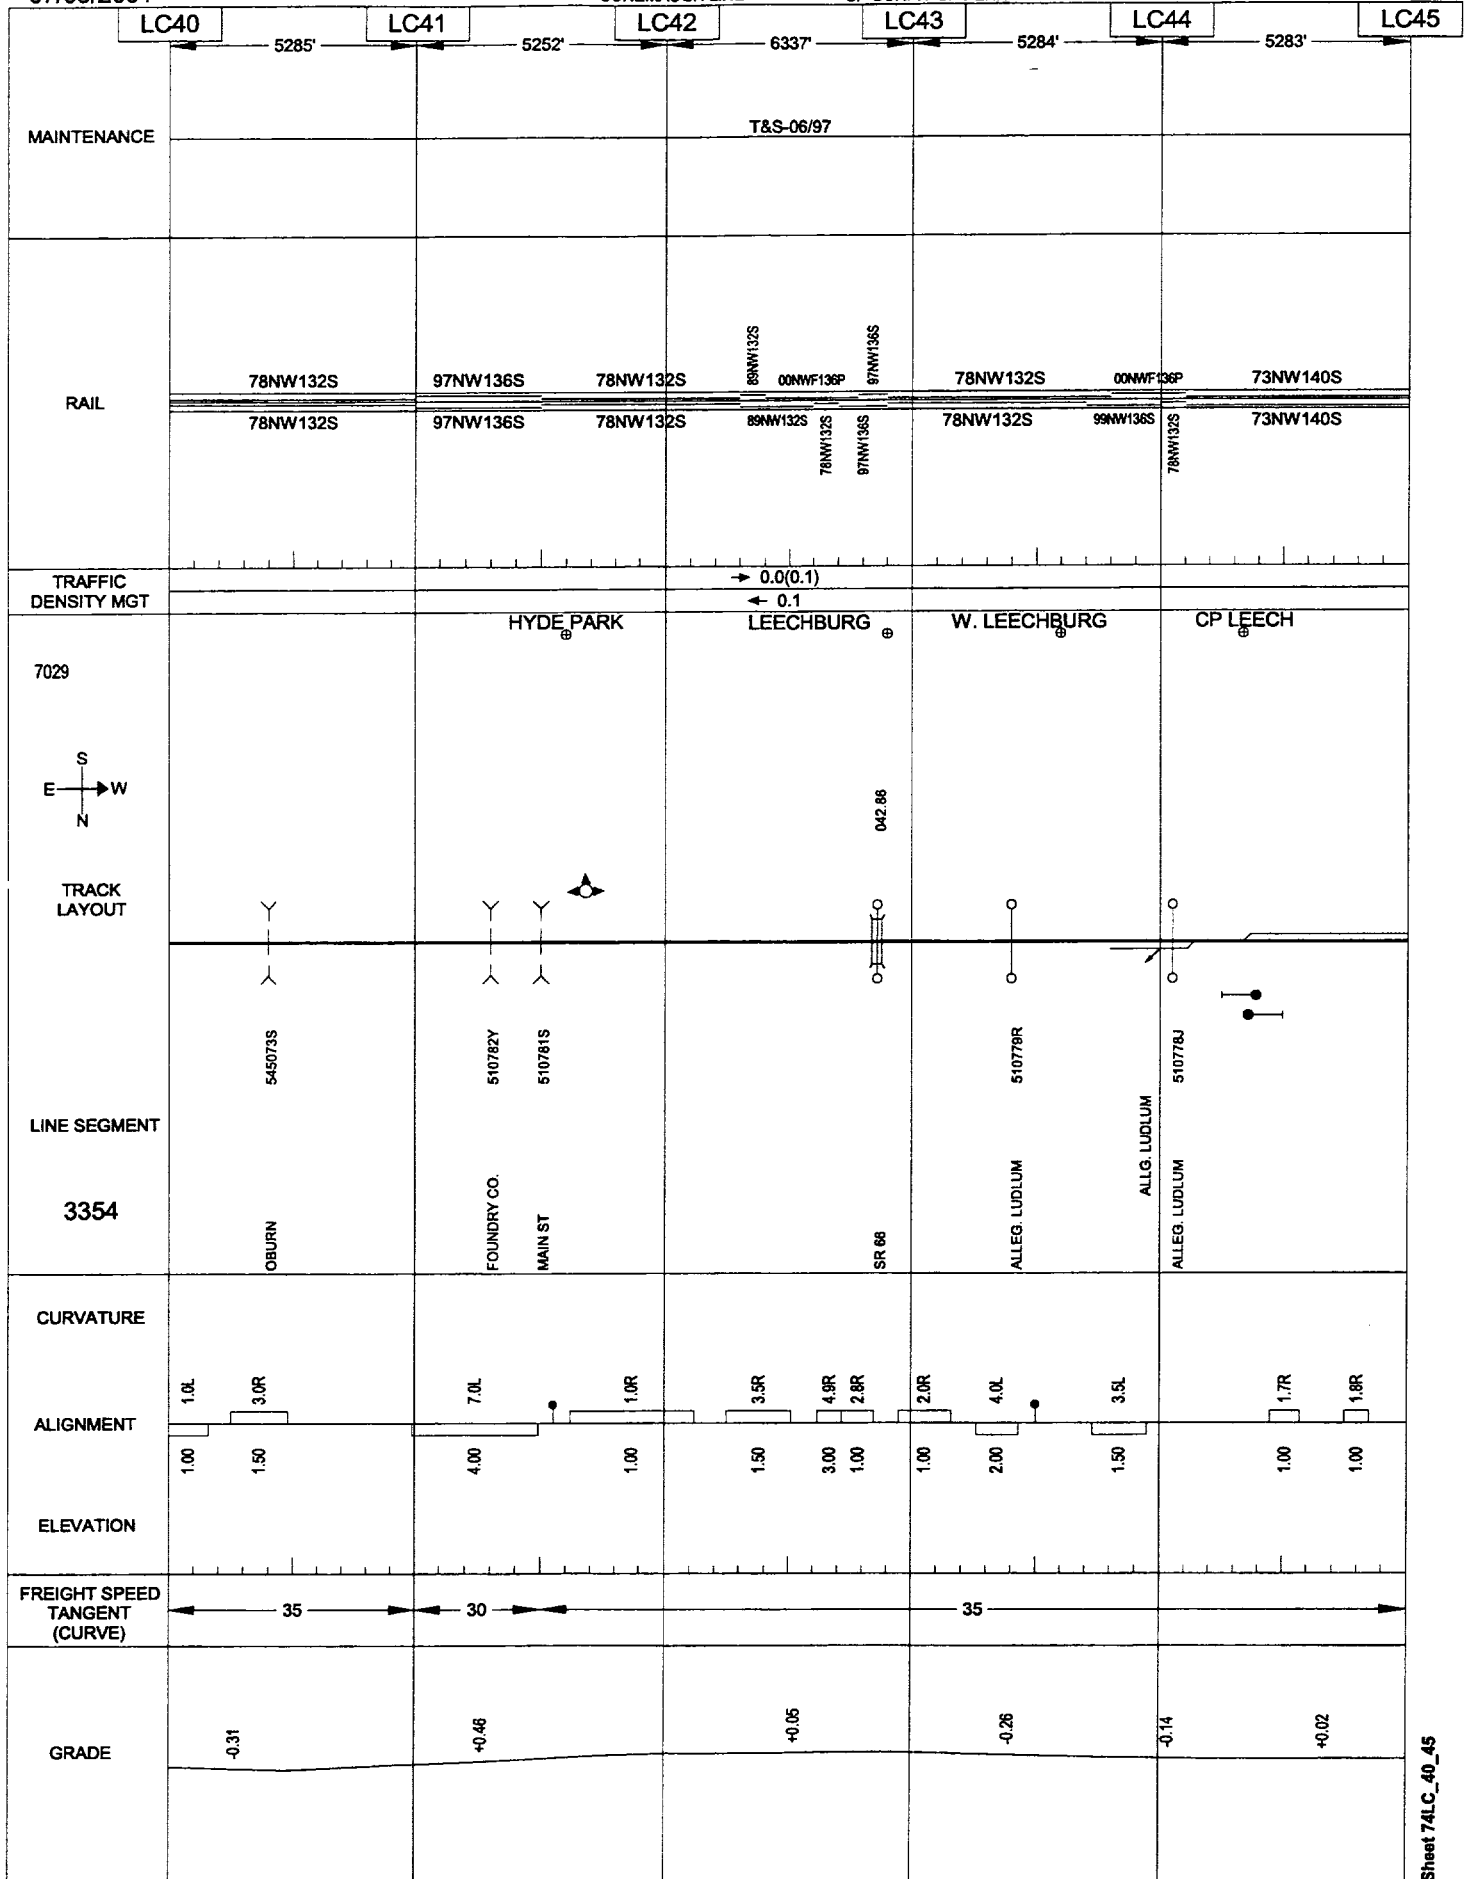 LC40 LC41 LC42 LC43 LC44 LC45
5285' 5252' 6337' 5284' 5283'
MAINTENANCE
T&S-06/97
RAIL
89NW132S 97NW136S
78NW132S 97NW136S 78NW132S 00NWF136P 78NW132S 00NWF136P 73NW140S
78NW132S 97NW136S 78NW132S 89NW132S 78NW132S 99NW136S 73NW140S
78NW132S 97NW136S 78NW132S
TRAFFIC
DENSITY MGT
→ 0.0(0.1)
← 0.1
HYDE PARK LEECHBURG W. LEECHBURG CP LEECH
7029
S
E W
N
042.86
TRACK
LAYOUT
545073S 510782Y 510781S 510779R 510778J
LINE SEGMENT
3354
OBURN FOUNDRY CO. MAIN ST SR 66 ALLEG. LUDLUM ALLG. LUDLUM ALLEG. LUDLUM
CURVATURE
1.0L 3.0R 7.0L 1.0R 3.5R 4.9R 2.8R 2.0R 4.0L 3.5L 1.7R 1.8R
ALIGNMENT
1.00 1.50 4.00 1.00 1.50 3.00 1.00 1.00 2.00 1.50 1.00 1.00
ELEVATION
FREIGHT SPEED
TANGENT
(CURVE)
35 30 35
GRADE
-0.31 +0.46 +0.05 -0.26 -0.14 +0.02
Sheet 74LC_40_45